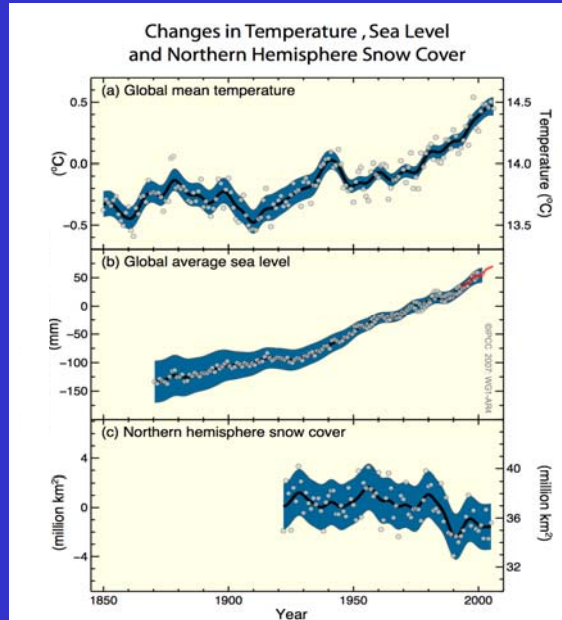 Changes in Temperature , Sea Level
and Northern Hemisphere Snow Cover
(a) Global mean temperature
0.5
0.0
−0.5
(°C)
14.5
14.0
13.5
Temperature (°C)
(b) Global average sea level
50
0
−50
−100
−150
(mm)
©IPCC 2007: WG1-AR4
(c) Northern hemisphere snow cover
4
0
−4
(million km²)
40
36
32
(million km²)
1850
1900
1950
2000
Year